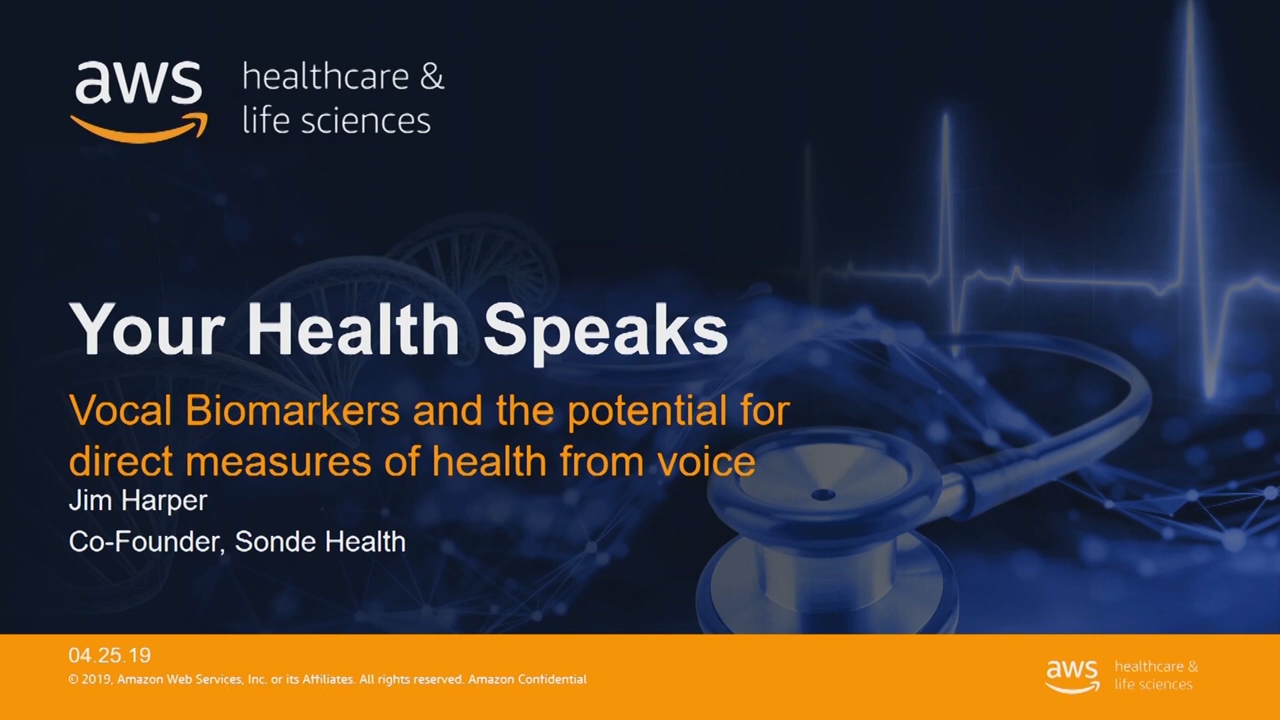 aws healthcare &
life sciences
Your Health Speaks
Vocal Biomarkers and the potential for
direct measures of health from voice
Jim Harper
Co-Founder, Sonde Health
04.25.19
© 2019, Amazon Web Services, Inc. or its Affiliates. All rights reserved. Amazon Confidential
aws healthcare &
life sciences